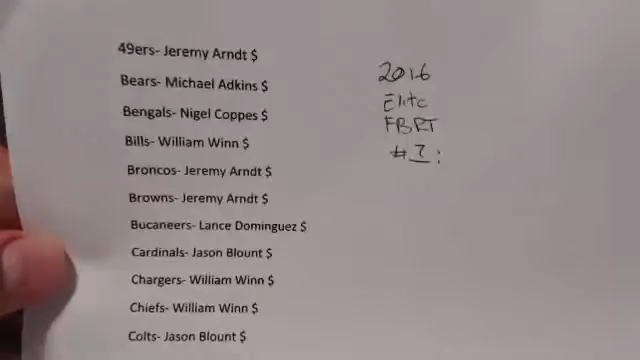 49ers- Jeremy Arndt $
Bears- Michael Adkins $
Bengals- Nigel Coppes $
Bills- William Winn $
Broncos- Jeremy Arndt $
Browns- Jeremy Arndt $
Bucaneers- Lance Dominguez $
Cardinals- Jason Blount $
Chargers- William Winn $
Chiefs- William Winn $
Colts- Jason Blount $
2016
Elite
FBRT
#7: